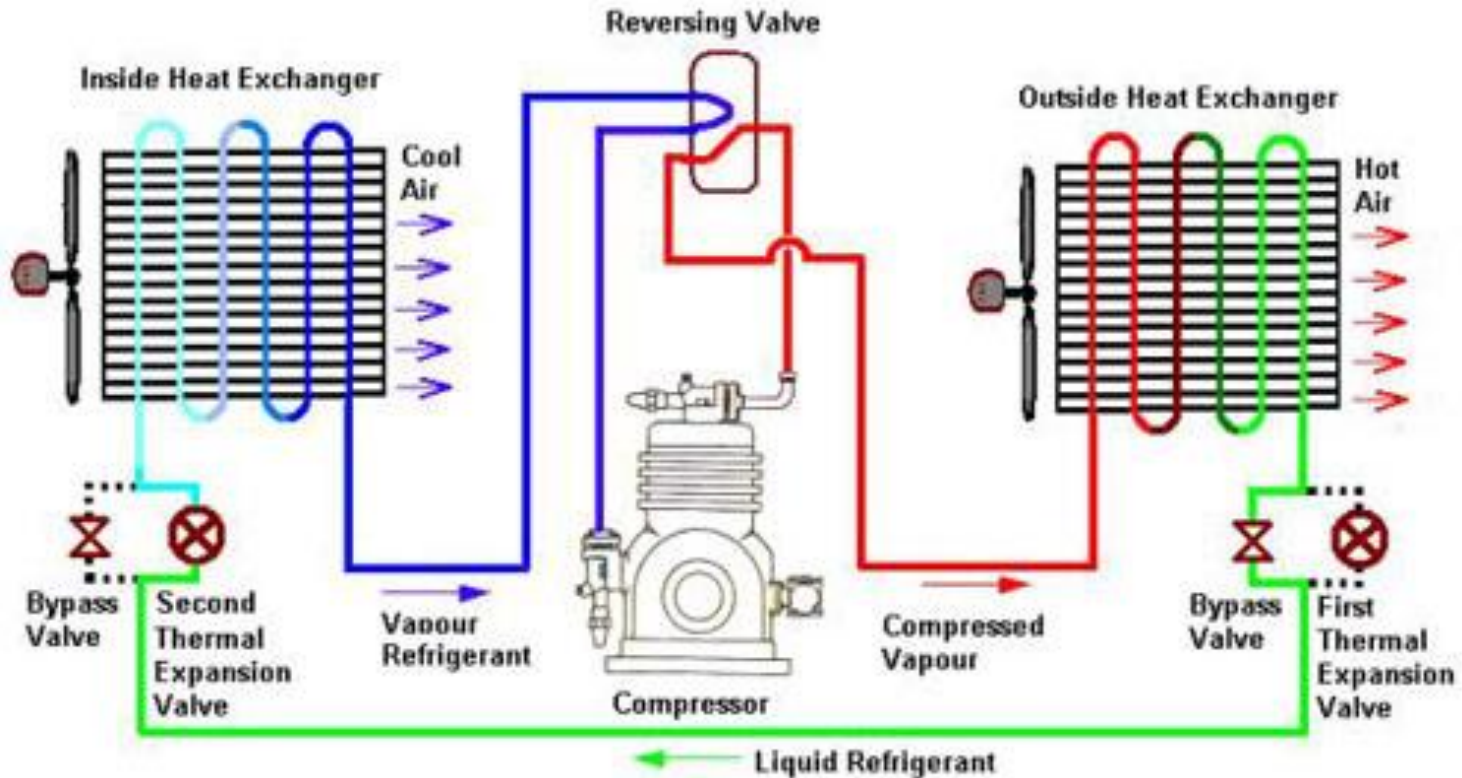 Reversing Valve
Inside Heat Exchanger
Outside Heat Exchanger
Cool
Air
Hot
Air
Bypass
Valve
Second
Thermal
Expansion
Valve
Vapour
Refrigerant
Compressor
Compressed
Vapour
Bypass
Valve
First
Thermal
Expansion
Valve
Liquid Refrigerant